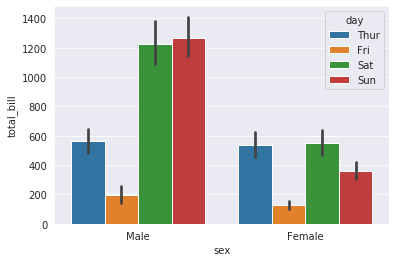 1400
1200
1000
800
600
400
200
0
total_bill
day
Thur
Fri
Sat
Sun
Male
Female
sex